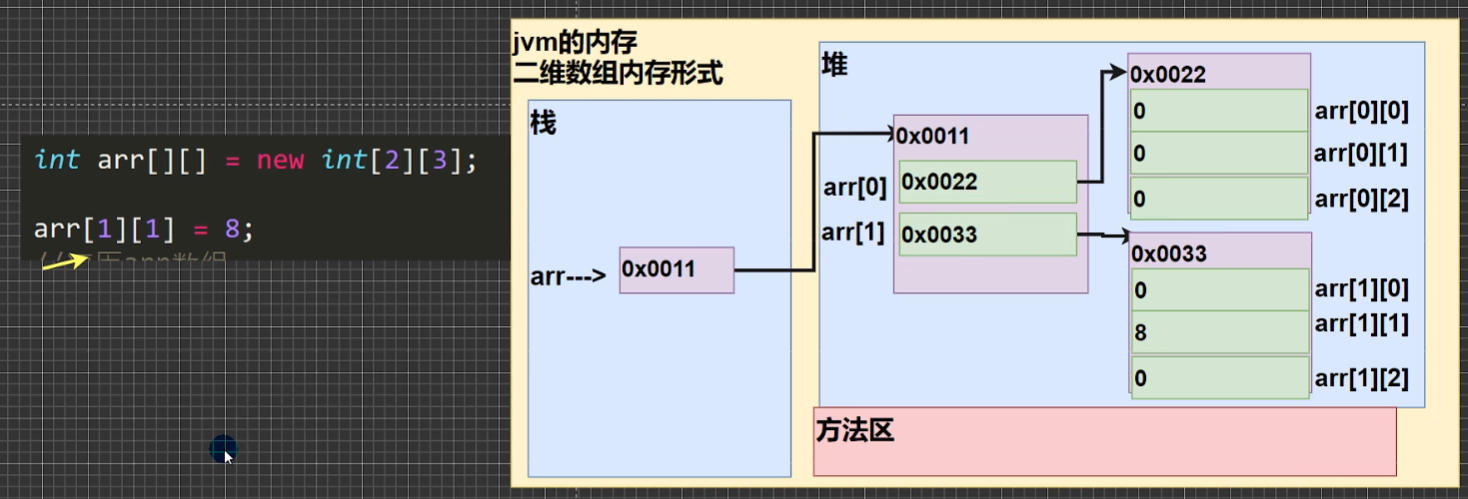 int arr[][] = new int[2][3];
arr[1][1] = 8;
jvm的内存
二维数组内存形式
栈
arr--->
0x0011
堆
0x0011
arr[0]
0x0022
arr[1]
0x0033
0x0022
0
arr[0][0]
0
arr[0][1]
0
arr[0][2]
0x0033
0
arr[1][0]
8
arr[1][1]
0
arr[1][2]
方法区